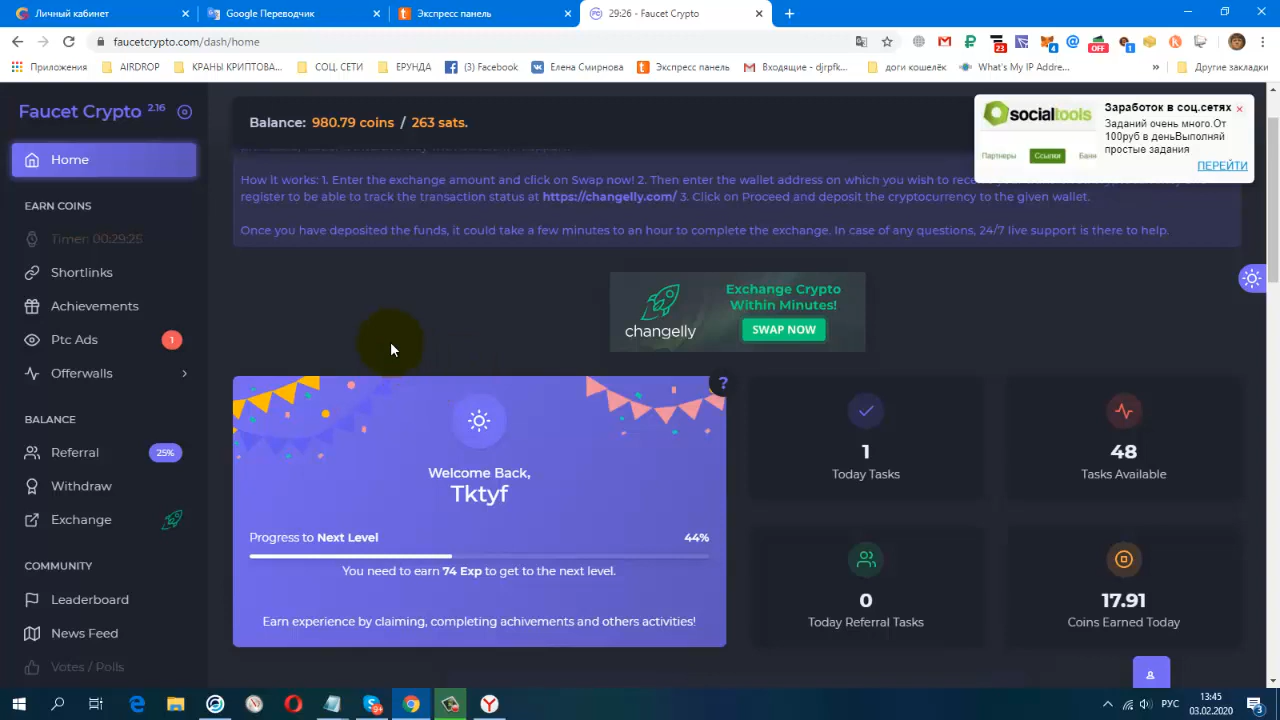 Личный кабинет
Google Переводчик
Экспресс панель
29:26 - Faucet Crypto
faucetcrypto.com/dash/home
23
4
OFF
1
Приложения
AIRDROP
КРАНЫ КРИПТОВА...
СОЦ. СЕТИ
ЕРУНДА
(3) Facebook
Елена Смирнова
Экспресс панель
Входящие - djrpfk...
доги кошелёк
What's My IP Addre...
»
Другие закладки
Faucet Crypto 2.16
Balance: 980.79 coins / 263 sats.
socialtools
Партнеры
Ссылки
Заработок в соц.сетях
Заданий очень много.От
100руб в деньВыполняй
простые задания
ПЕРЕЙТИ
Home
EARN COINS
Timer: 00:29:25
Shortlinks
Achievements
Ptc Ads
1
Offerwalls
BALANCE
Referral
25%
Withdraw
Exchange
COMMUNITY
Leaderboard
News Feed
Votes / Polls
How it works: 1. Enter the exchange amount and click on Swap now! 2. Then enter the wallet address on which you wish to
register to be able to track the transaction status at https://changelly.com/ 3. Click on Proceed and deposit the cryptocurrency to the given wallet.
Once you have deposited the funds, it could take a few minutes to an hour to complete the exchange. In case of any questions, 24/7 live support is there to help.
changelly
Exchange Crypto
Within Minutes!
SWAP NOW
?
Welcome Back,
Tktyf
Progress to Next Level
44%
You need to earn 74 Exp to get to the next level.
Earn experience by claiming, completing achivements and others activities!
1
Today Tasks
48
Tasks Available
0
Today Referral Tasks
17.91
Coins Earned Today
РУС
13:45
03.02.2020
3